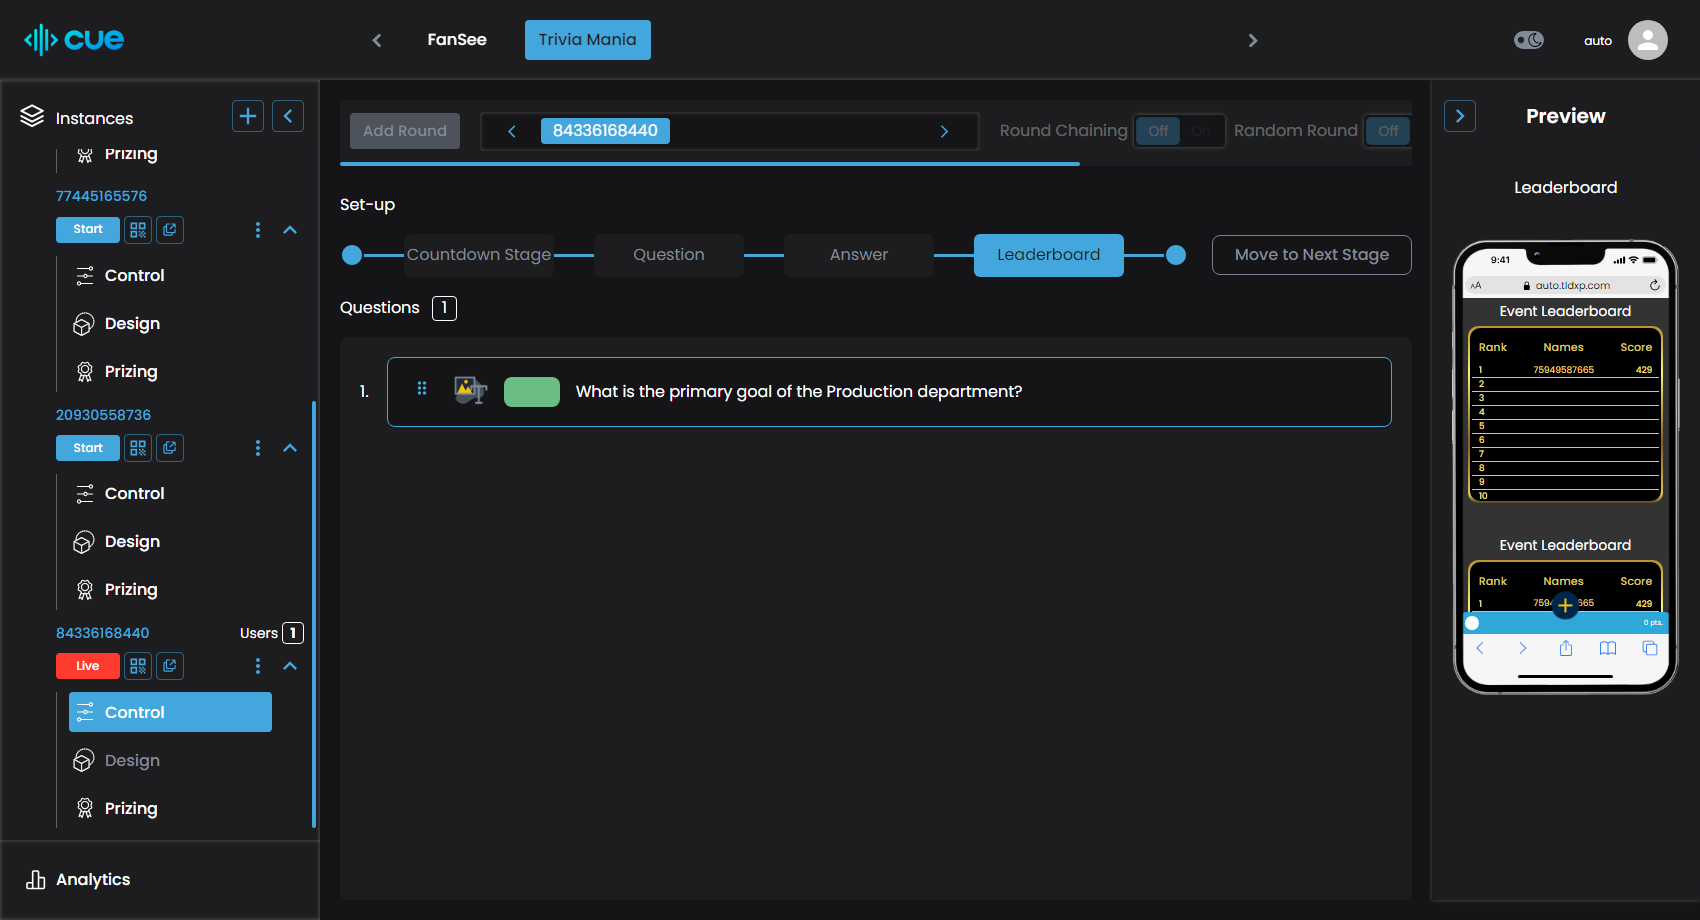 cue
FanSee
Trivia Mania
auto
Instances
Prizing
77445165576
Start
Control
Design
Prizing
20930558736
Start
Control
Design
Prizing
84336168440
Users 1
Live
Control
Design
Prizing
Analytics
Add Round
84336168440
Round Chaining
Off
On
Random Round
Off
Set-up
Countdown Stage
Question
Answer
Leaderboard
Move to Next Stage
Questions 1
1.
What is the primary goal of the Production department?
Preview
Leaderboard
9:41
AA
auto.tldxp.com
Event Leaderboard
Rank Names Score
1 75949587665 429
2
3
4
5
6
7
8
9
10
Event Leaderboard
Rank Names Score
1 429
0 pts.